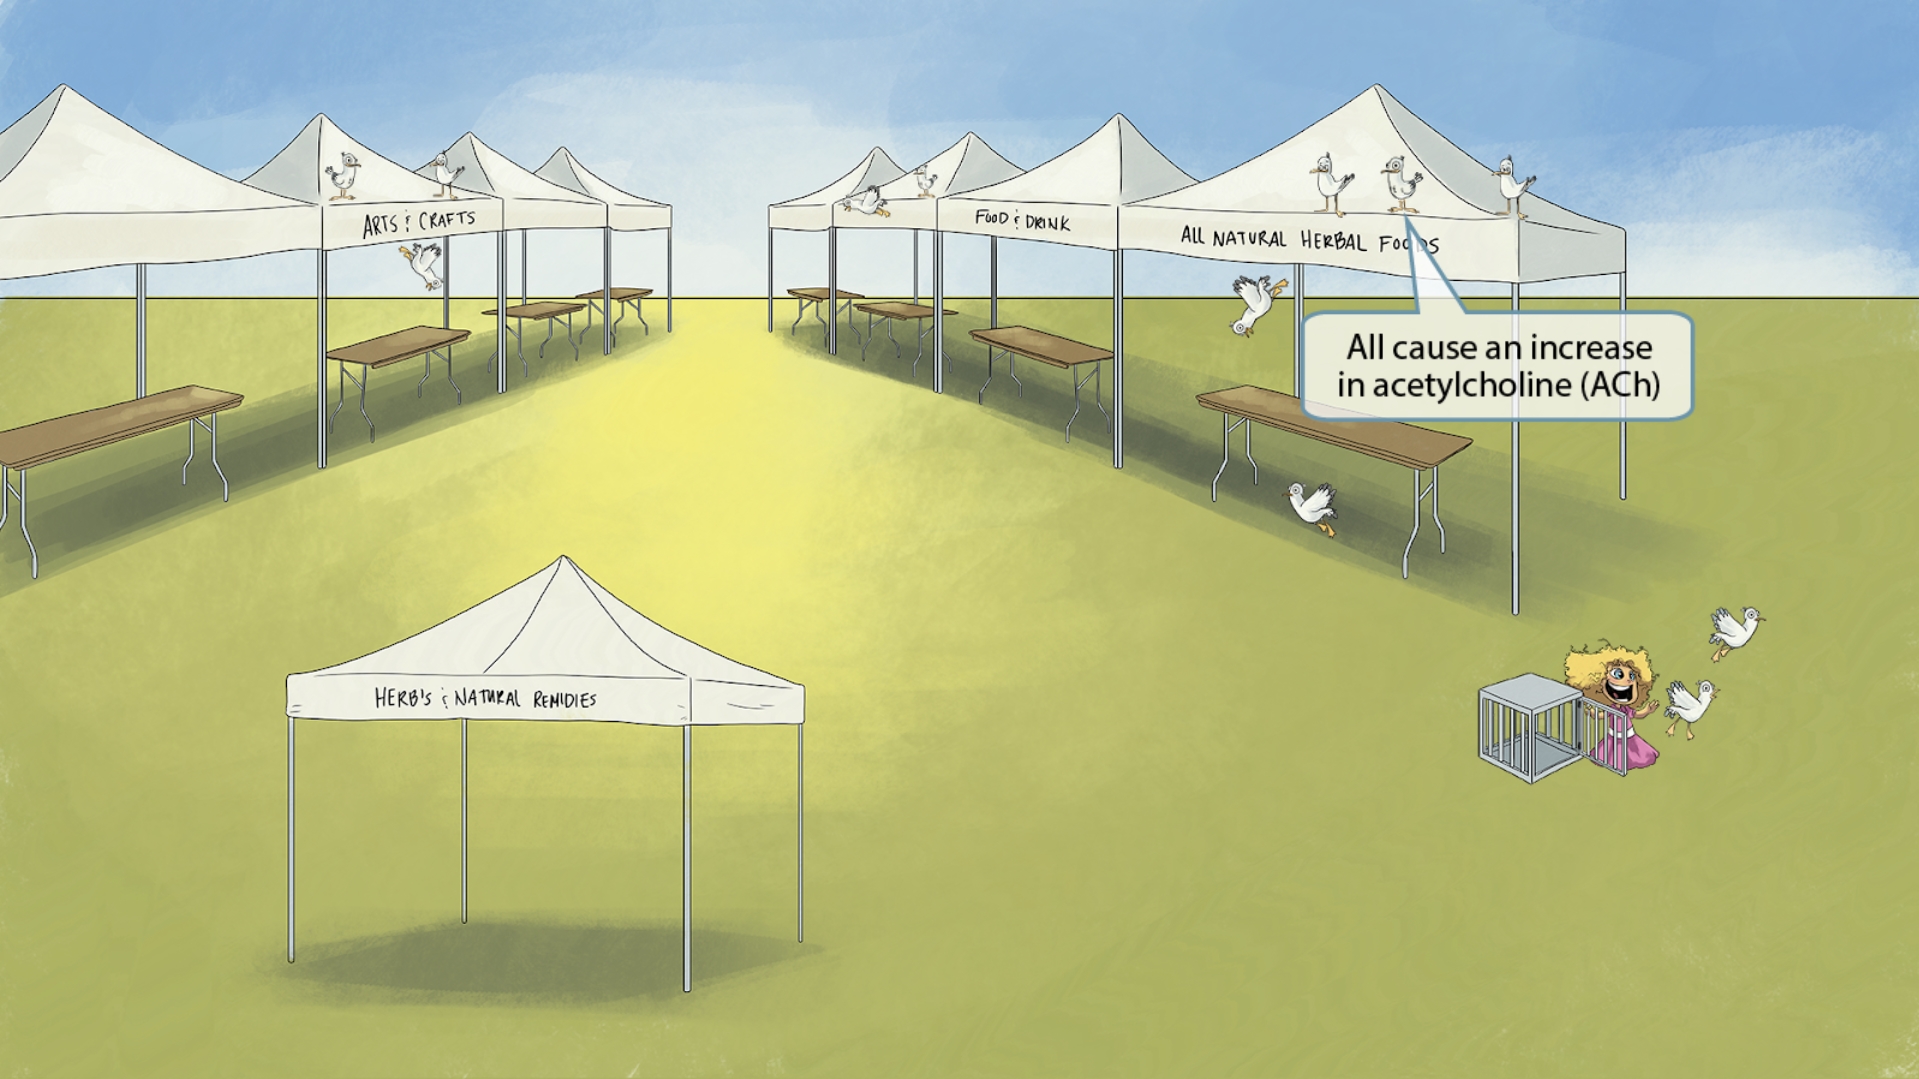 ARTS & CRAFTS
FOOD & DRINK
ALL NATURAL HERBAL FOODS
All cause an increase
in acetylcholine (ACh)
HERB'S & NATURAL REMIDIES